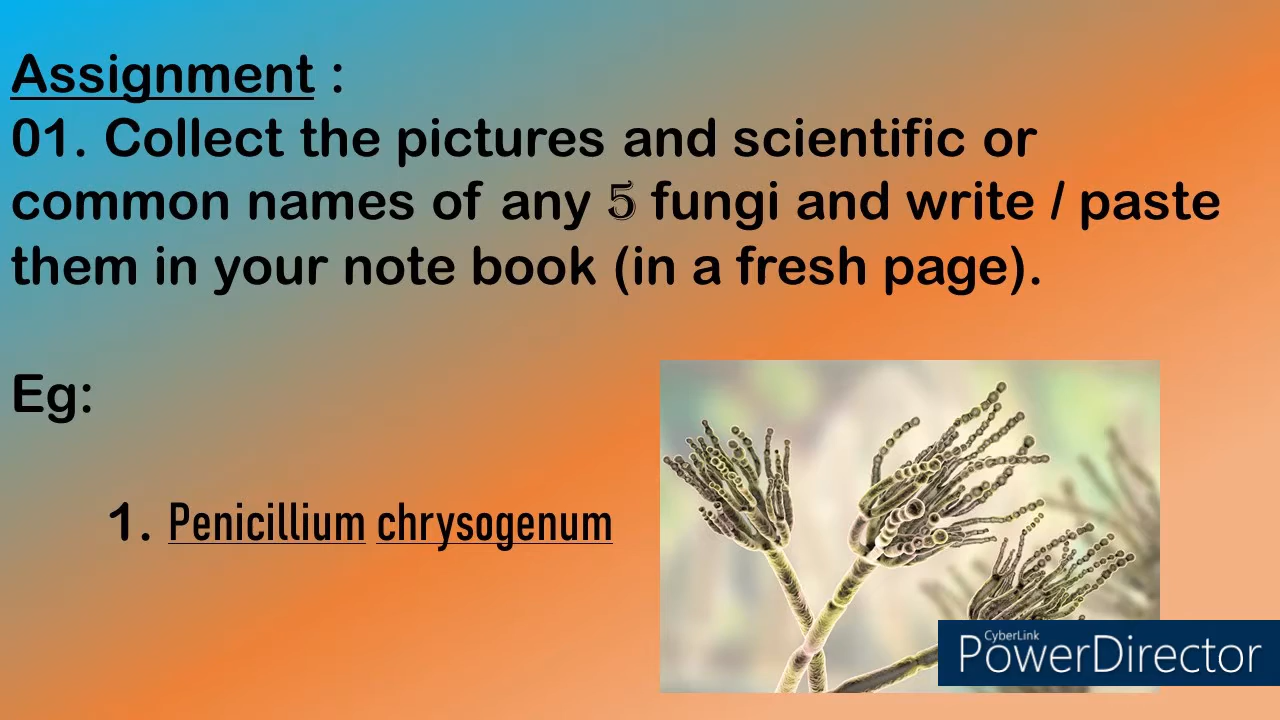 Assignment :
01. Collect the pictures and scientific or
common names of any 5 fungi and write / paste
them in your note book (in a fresh page).
Eg:
1. Penicillium chrysogenum
CyberLink
PowerDirector